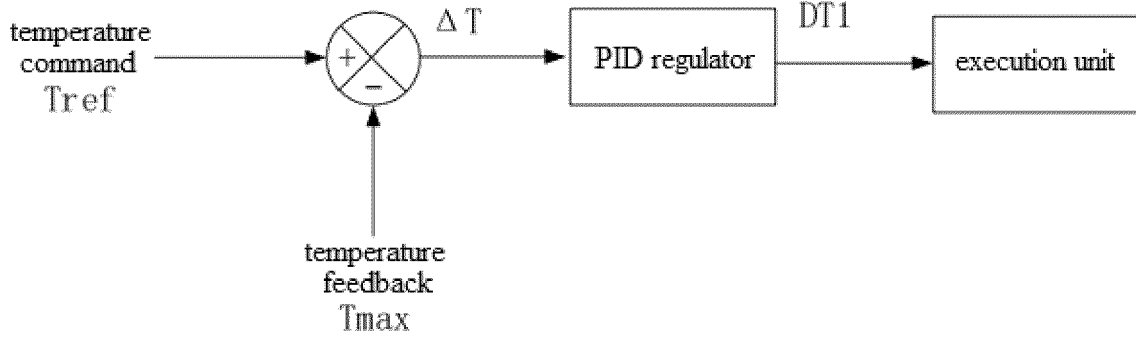 temperature
command
Tref
+
−
ΔT
PID regulator
DT1
execution unit
temperature
feedback
Tmax